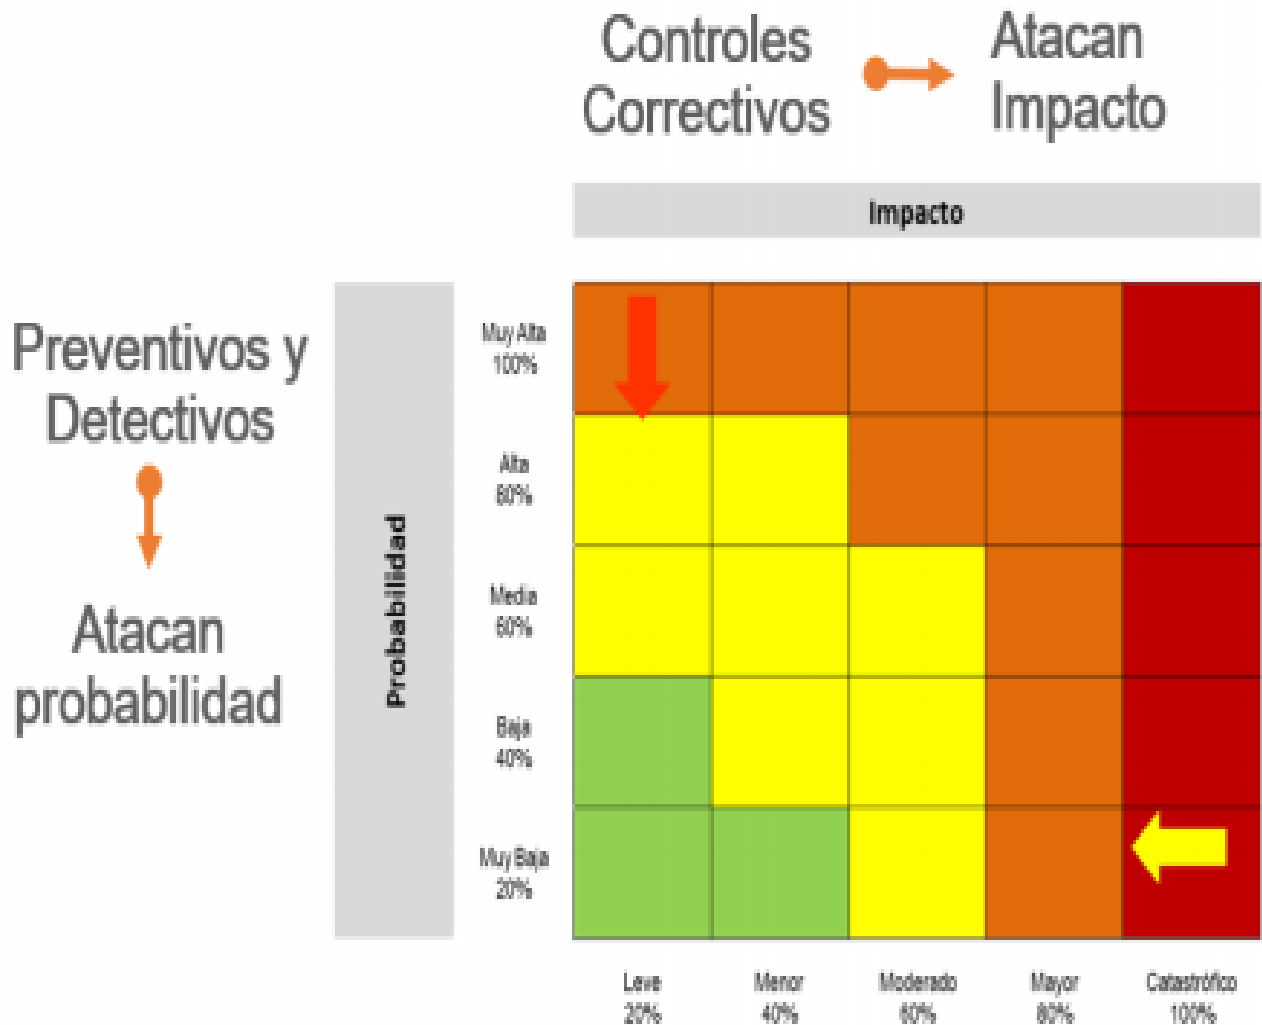 Controles
Correctivos
Atacan
Impacto
Impacto
Preventivos y
Detectivos
Atacan
probabilidad
Probabilidad
Muy Alta
100%
Alta
80%
Media
60%
Baja
40%
Muy Baja
20%
Leve
20%
Menor
40%
Moderado
60%
Mayor
80%
Catastrófico
100%